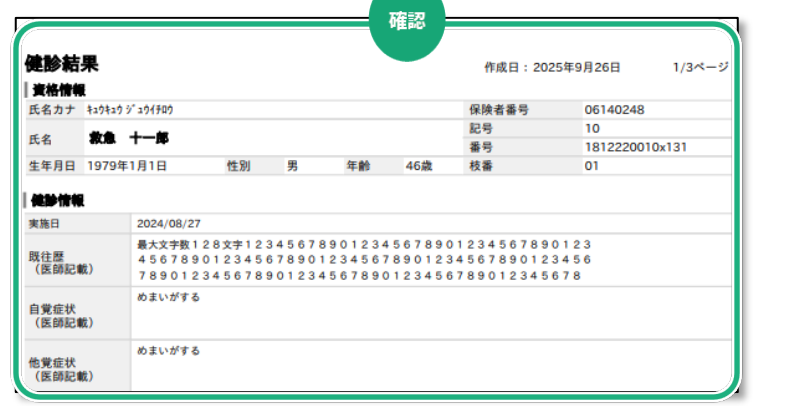 確認
健診結果
作成日：2025年9月26日 1/3ページ
資格情報
氏名カナ ｷｭｳｷｭｳ ｼﾞｭｳｲﾁﾛｳ 保険者番号 06140248
氏名 救急 十一郎 記号 10
番号 1812220010x131
生年月日 1979年1月1日 性別 男 年齢 46歳 枝番 01
健診情報
実施日 2024/08/27
既往歴
（医師記載）
最大文字数１２８文字１２３４５６７８９０１２３４５６７８９０１２３４５６７８９０１２３
４５６７８９０１２３４５６７８９０１２３４５６７８９０１２３４５６７８９０１２３４５６
７８９０１２３４５６７８９０１２３４５６７８９０１２３４５６７８９０１２３４５６７８
自覚症状
（医師記載）
めまいがする
他覚症状
（医師記載）
めまいがする